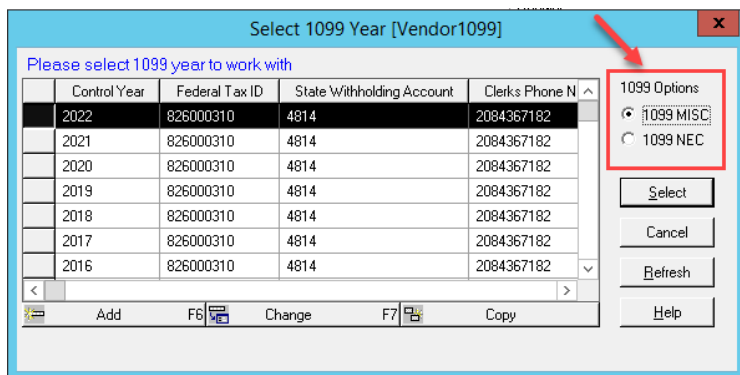 Select 1099 Year [Vendor1099]
x
Please select 1099 year to work with
Control Year Federal Tax ID State Withholding Account Clerks Phone N
2022 826000310 4814 2084367182
2021 826000310 4814 2084367182
2020 826000310 4814 2084367182
2019 826000310 4814 2084367182
2018 826000310 4814 2084367182
2017 826000310 4814 2084367182
2016 826000310 4814 2084367182
Add F6 Change F7 Copy
1099 Options
1099 MISC
1099 NEC
Select
Cancel
Refresh
Help